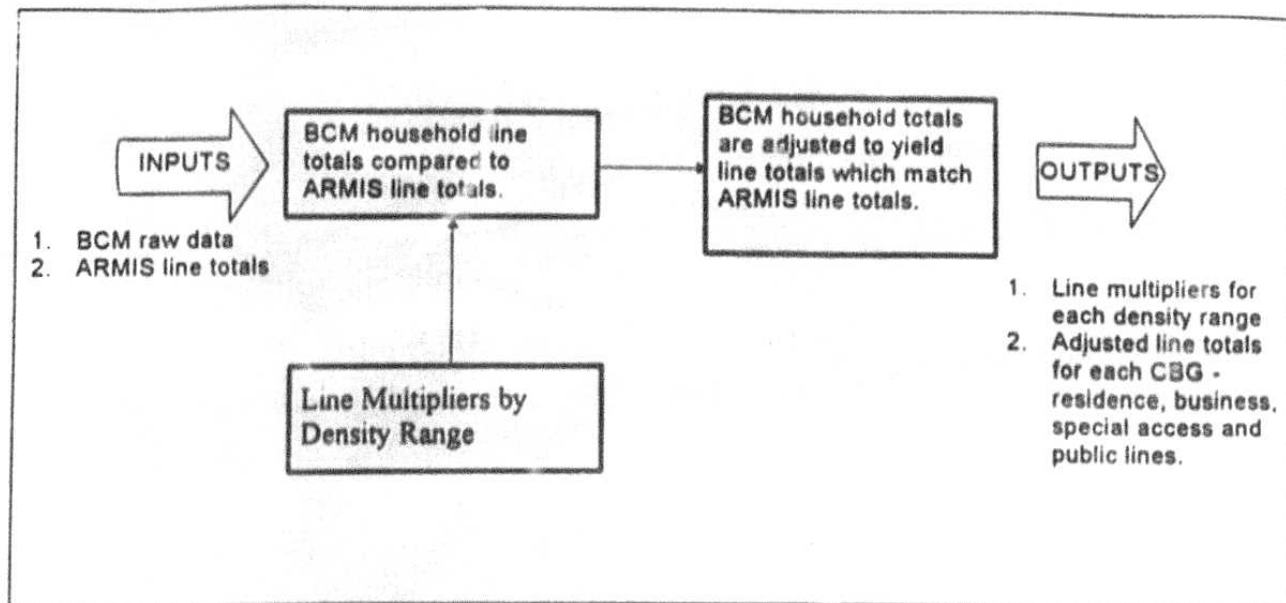 INPUTS
1. BCM raw data
2. ARMIS line totals
BCM household line
totals compared to
ARMIS line totals.
Line Multipliers by
Density Range
BCM household totals
are adjusted to yield
line totals which match
ARMIS line totals.
OUTPUTS
1. Line multipliers for
each density range
2. Adjusted line totals
for each CBG -
residence, business,
special access and
public lines.